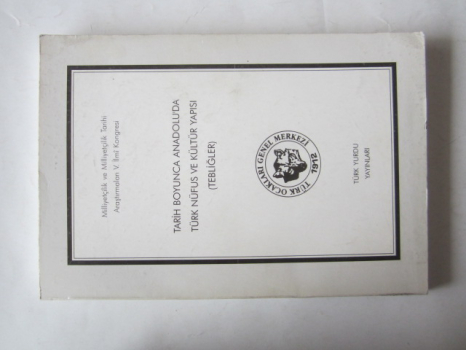 Milliyetçilik ve Milliyetçilik Tarihi
Araştırmaları V. İlmî Kongresi
TARİH BOYUNCA ANADOLU'DA
TÜRK NÜFUS VE KÜLTÜR YAPISI
(TEBLİĞLER)
TÜRK OCAKLARI GENEL MERKEZİ
1912
TÜRK YURDU
YAYINLARI